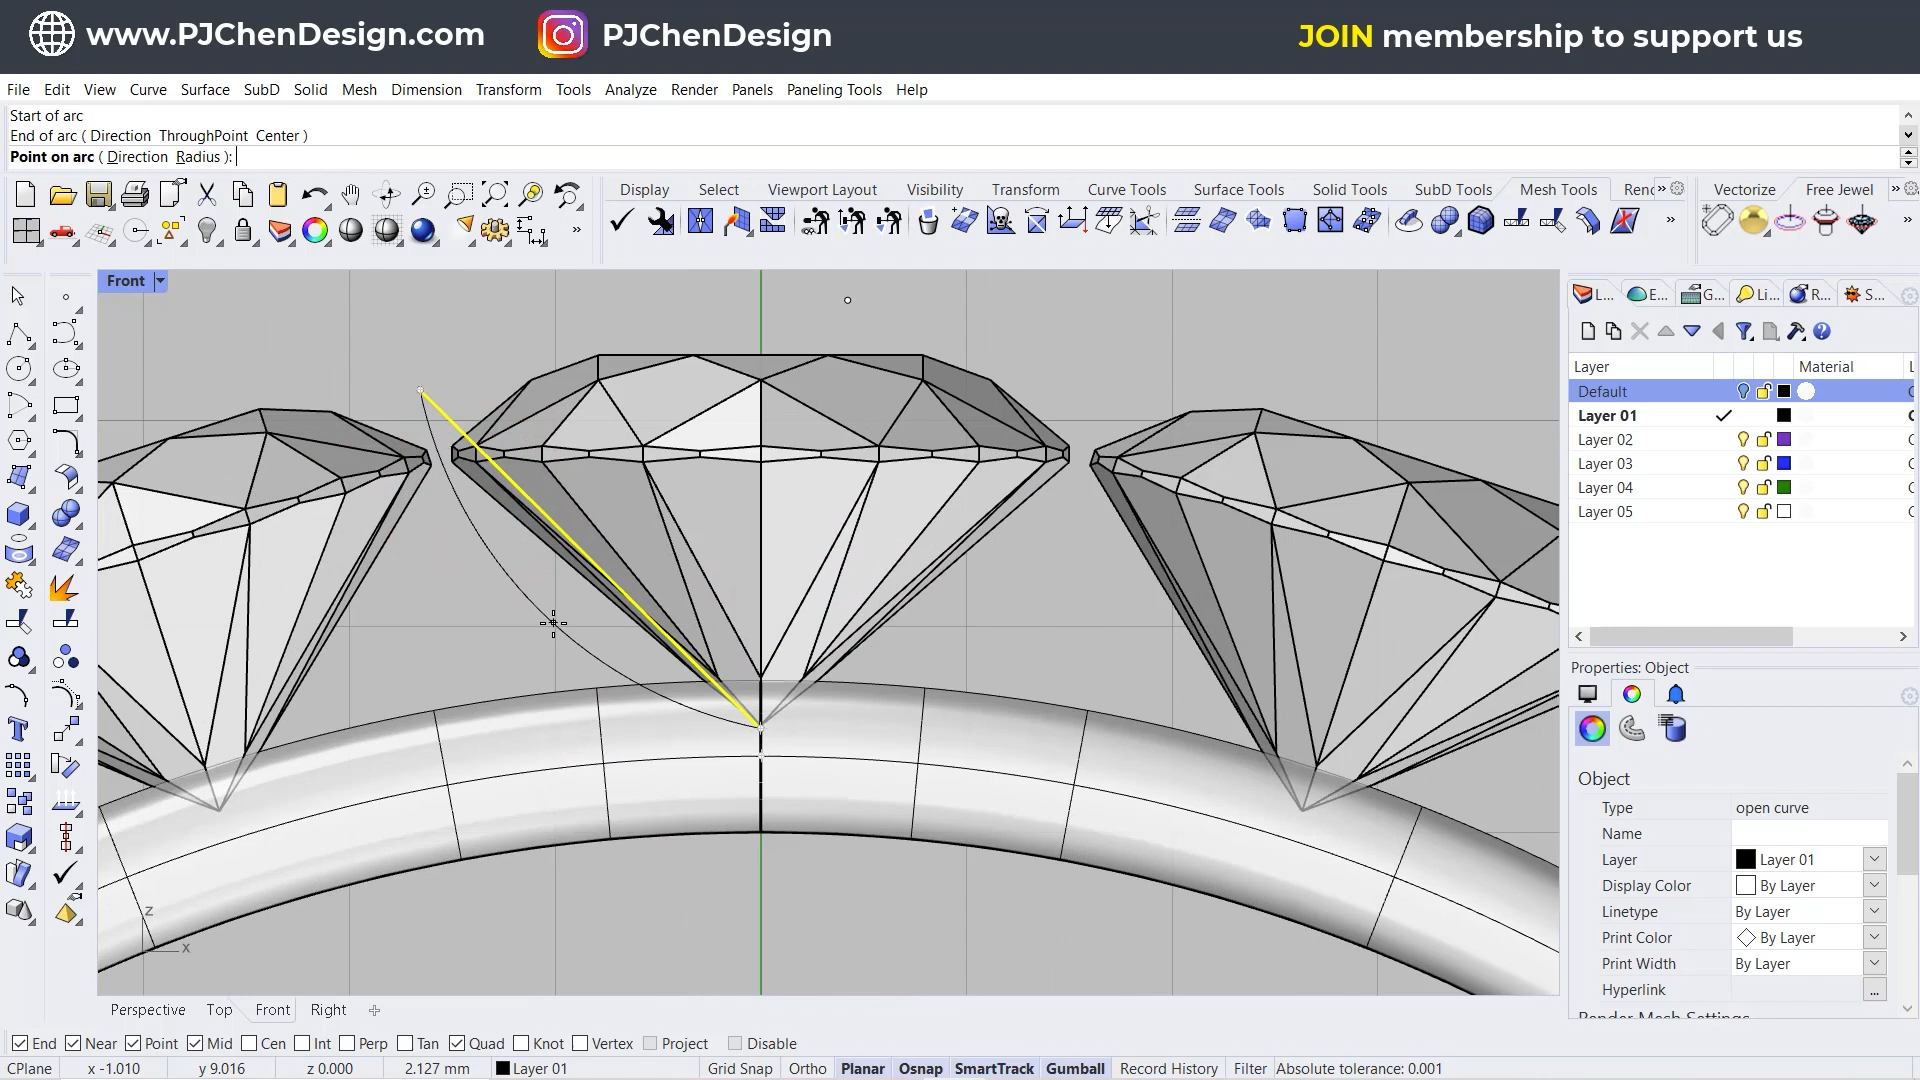 www.PJChenDesign.com
PJChenDesign
JOIN membership to support us
File Edit View Curve Surface SubD Solid Mesh Dimension Transform Tools Analyze Render Panels Paneling Tools Help
Start of arc
End of arc ( Direction ThroughPoint Center )
Point on arc ( Direction Radius ):
Display Select Viewport Layout Visibility Transform Curve Tools Surface Tools Solid Tools SubD Tools Mesh Tools Rend » Vectorize Free Jewel »
Front
L... E... G... Li... R... S...
Layer Material L
Default
Layer 01
Layer 02
Layer 03
Layer 04
Layer 05
Properties: Object
Object
Type open curve
Name
Layer Layer 01
Display Color By Layer
Linetype By Layer
Print Color By Layer
Print Width By Layer
Hyperlink ...
Render Mesh Settings
z
x
Perspective Top Front Right
End Near Point Mid Cen Int Perp Tan Quad Knot Vertex Project Disable
CPlane x -1.010 y 9.016 z 0.000 2.127 mm Layer 01 Grid Snap Ortho Planar Osnap SmartTrack Gumball Record History Filter Absolute tolerance: 0.001